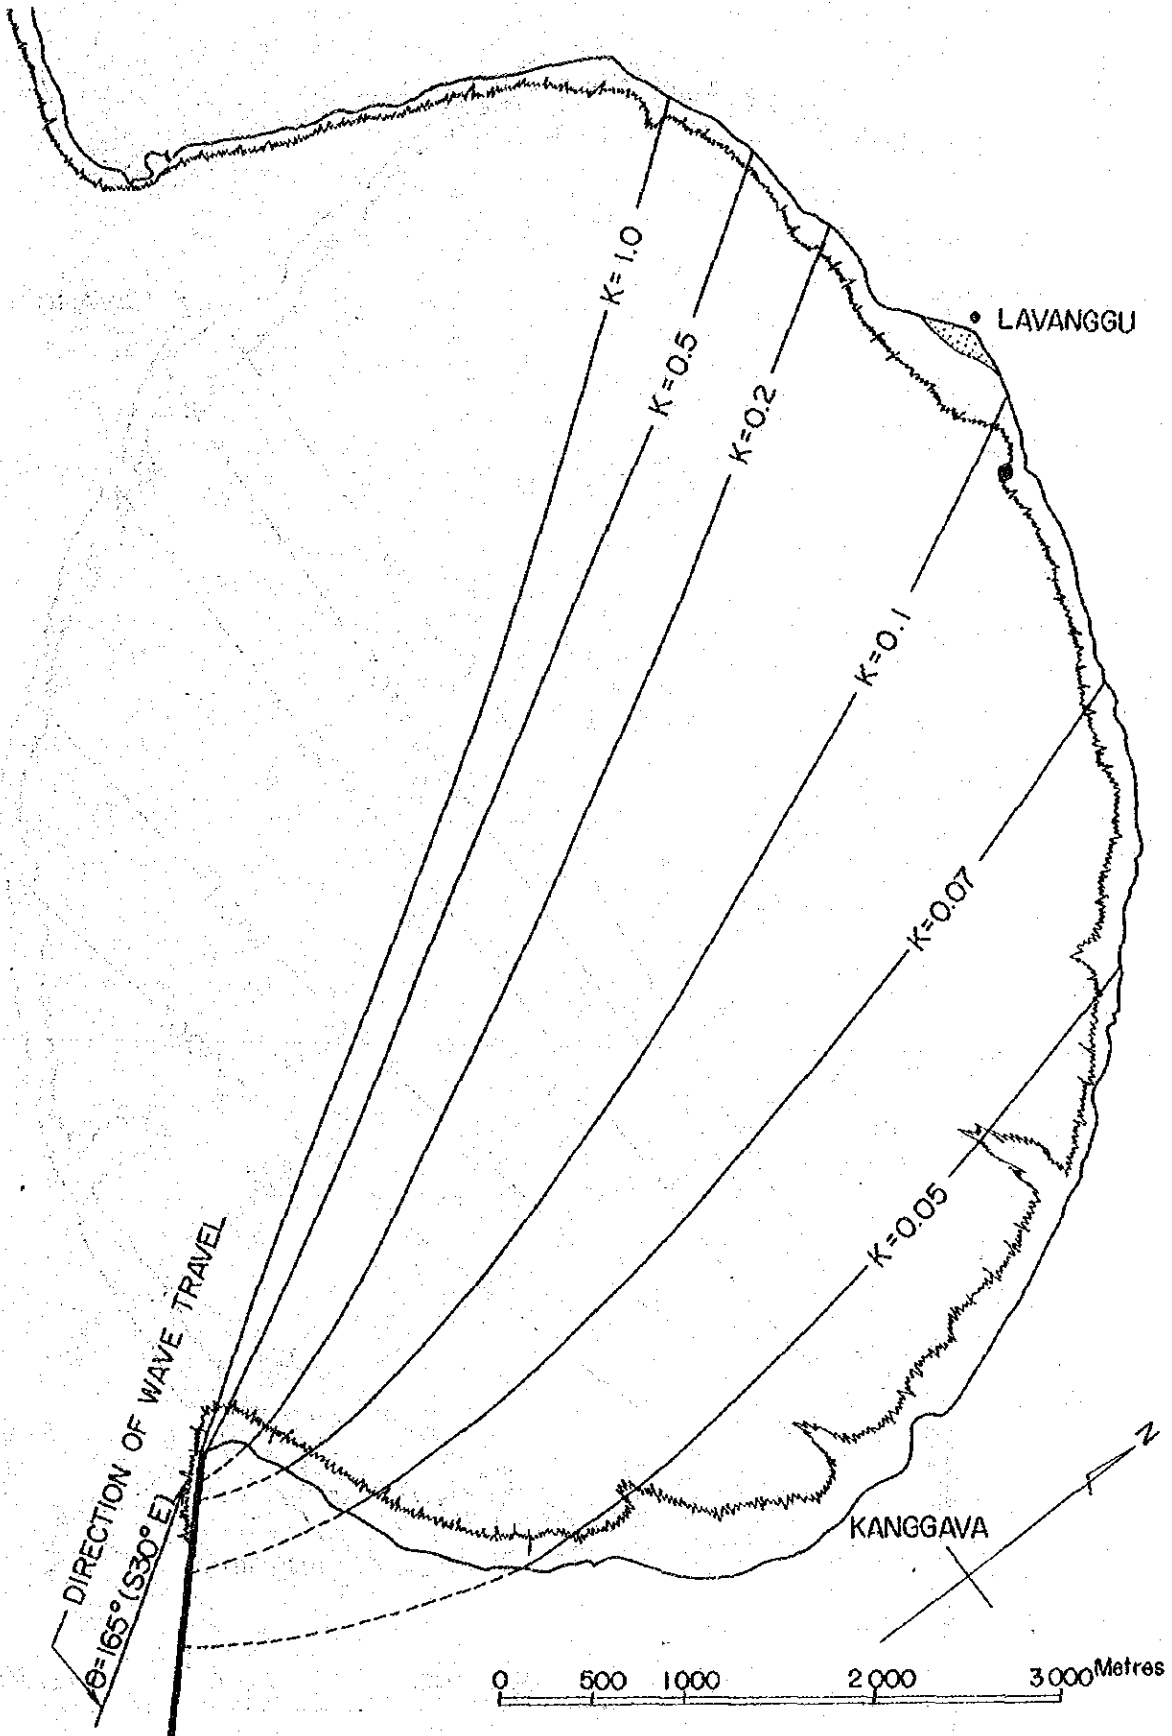 K=1.0
K=0.5
K=0.2
LAVANGGU
K=0.1
K=0.07
K=0.05
DIRECTION OF WAVE TRAVEL
θ=165° (S30° E)
N
KANGGAVA
0 500 1000 2000 3000 Metres